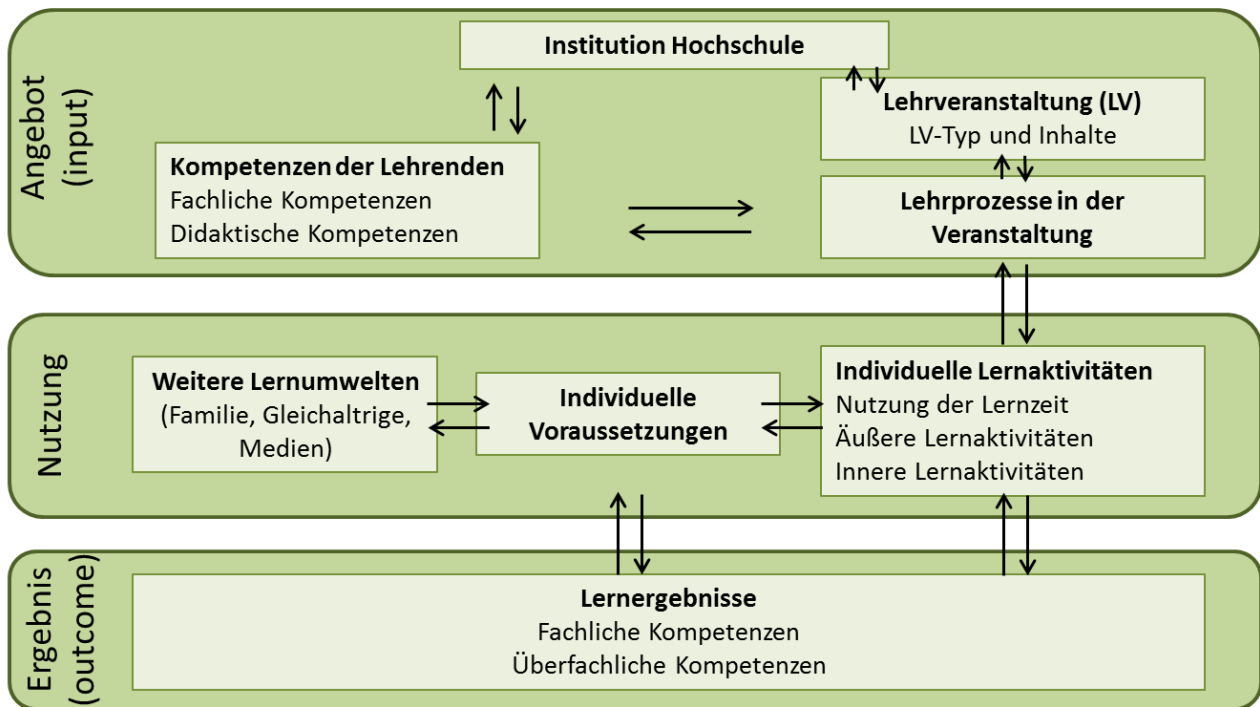 Angebot
(input)
Institution Hochschule
Lehrveranstaltung (LV)
LV-Typ und Inhalte
Kompetenzen der Lehrenden
Fachliche Kompetenzen
Didaktische Kompetenzen
Lehrprozesse in der
Veranstaltung
Nutzung
Weitere Lernumwelten
(Familie, Gleichaltrige,
Medien)
Individuelle
Voraussetzungen
Individuelle Lernaktivitäten
Nutzung der Lernzeit
Äußere Lernaktivitäten
Innere Lernaktivitäten
Ergebnis
(outcome)
Lernergebnisse
Fachliche Kompetenzen
Überfachliche Kompetenzen